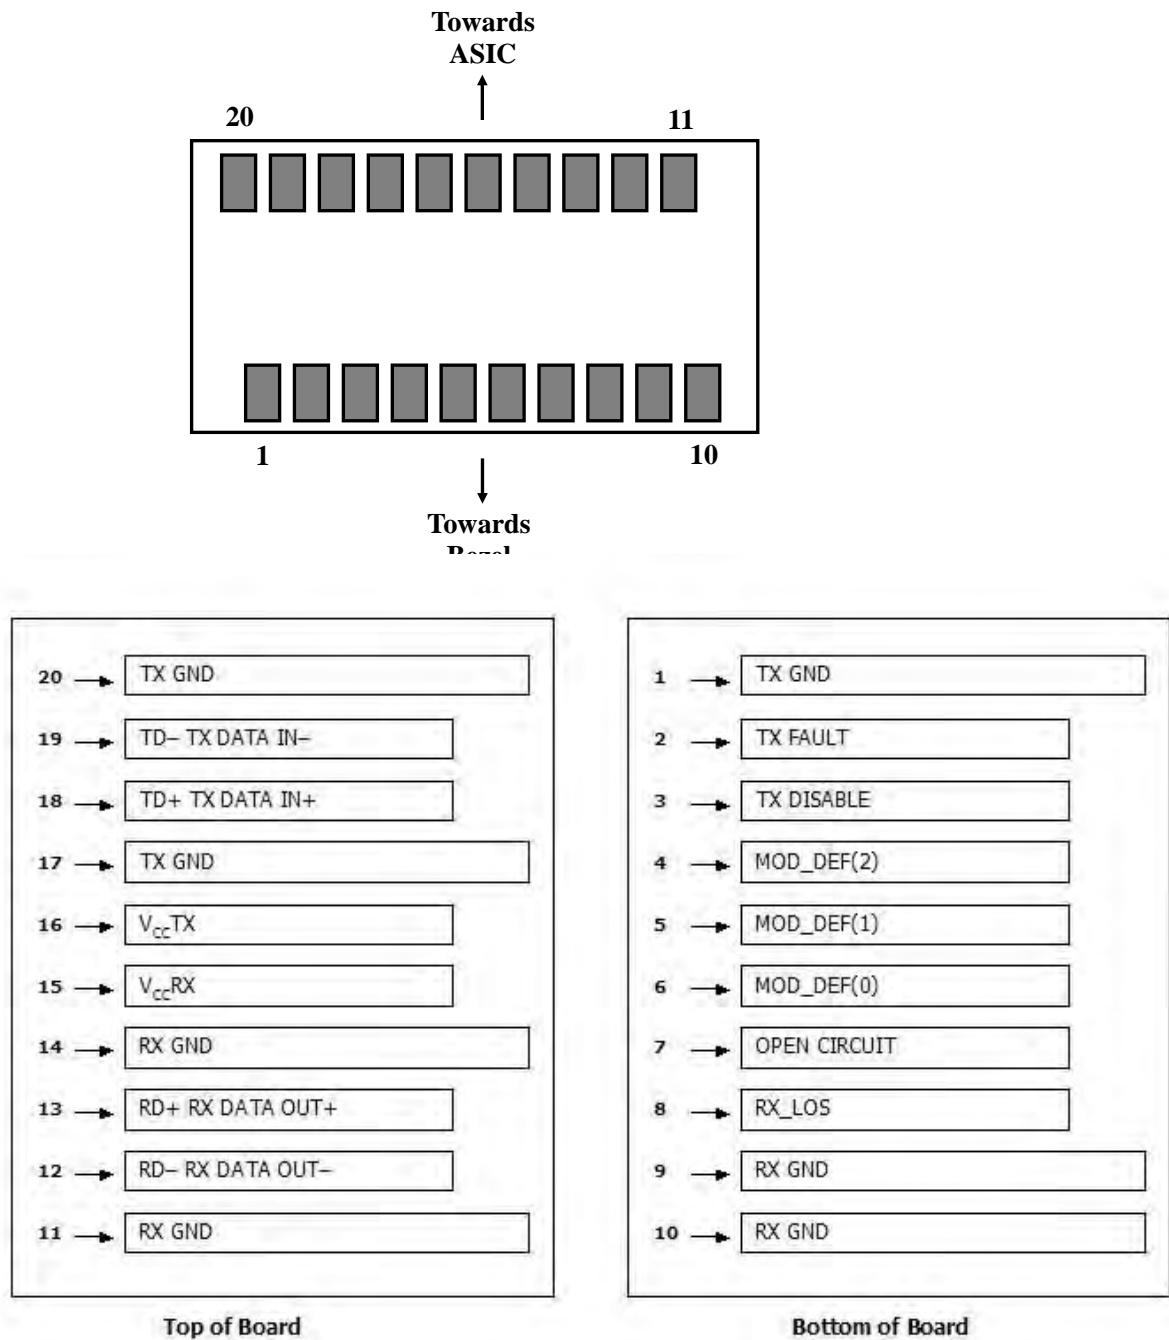 Towards
ASIC
20 11
1 10
Towards
20 TX GND
19 TD− TX DATA IN−
18 TD+ TX DATA IN+
17 TX GND
16 VCCTX
15 VCCRX
14 RX GND
13 RD+ RX DATA OUT+
12 RD− RX DATA OUT−
11 RX GND
Top of Board
1 TX GND
2 TX FAULT
3 TX DISABLE
4 MOD_DEF(2)
5 MOD_DEF(1)
6 MOD_DEF(0)
7 OPEN CIRCUIT
8 RX_LOS
9 RX GND
10 RX GND
Bottom of Board